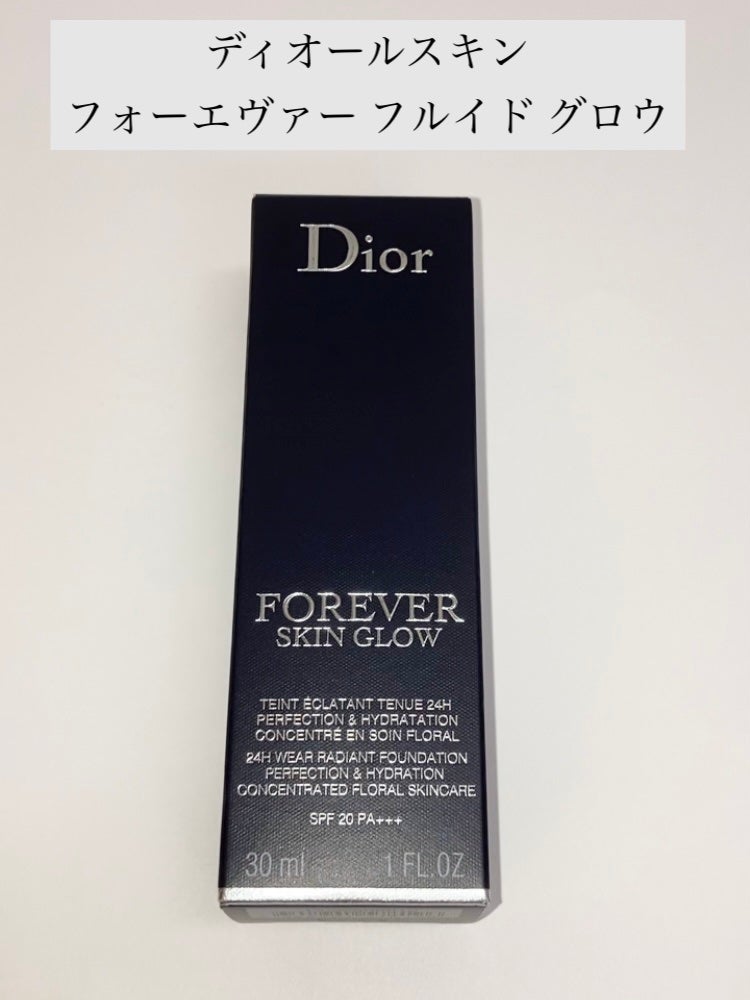 ディオールスキン
フォーエヴァー フルイド グロウ
Dior
FOREVER
SKIN GLOW
TEINT ÉCLATANT TENUE 24H
PERFECTION & HYDRATATION
CONCENTRÉ EN SOIN FLORAL
24H WEAR RADIANT FOUNDATION
PERFECTION & HYDRATION
CONCENTRATED FLORAL SKINCARE
SPF 20 PA+++
30 ml 1 FL.OZ